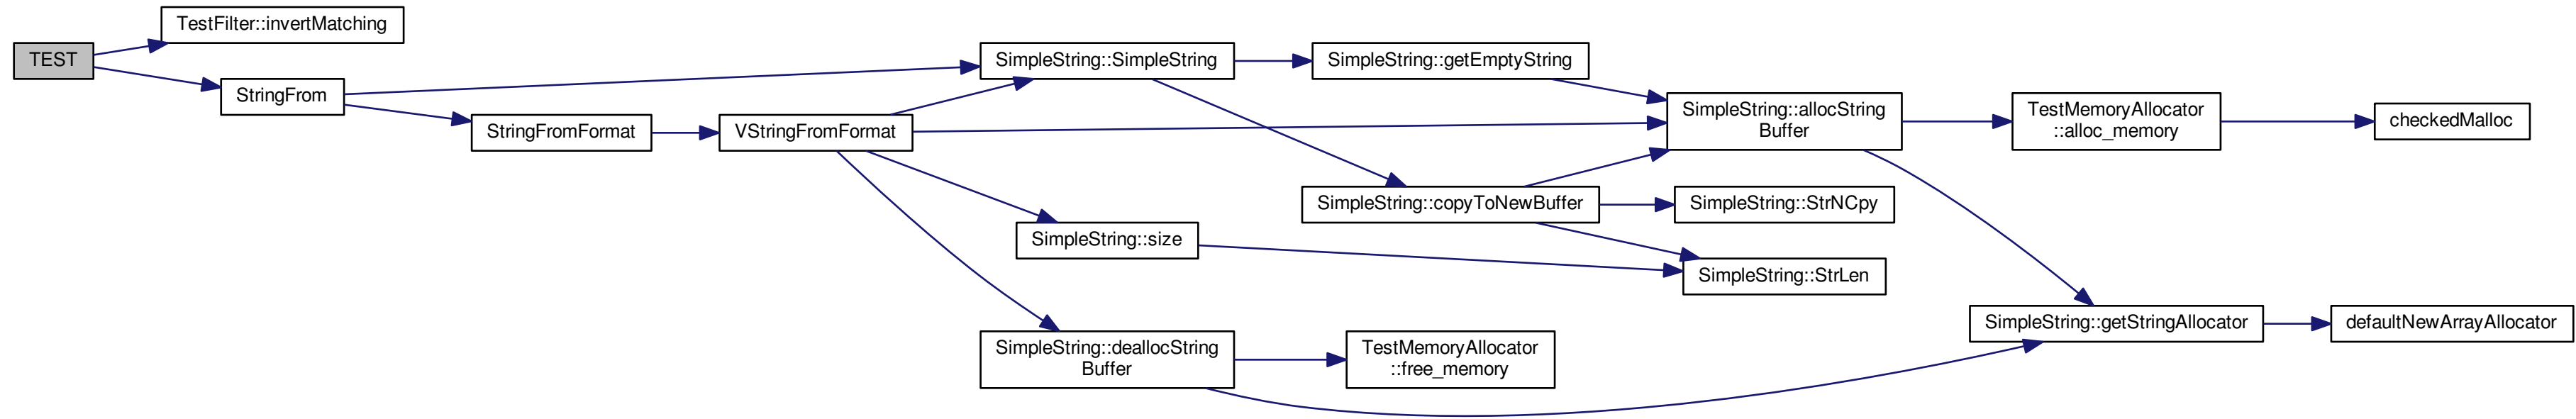 TEST
TestFilter::invertMatching
StringFrom
StringFromFormat
VStringFromFormat
SimpleString::SimpleString
SimpleString::getEmptyString
SimpleString::allocString
Buffer
TestMemoryAllocator
::alloc_memory
checkedMalloc
SimpleString::copyToNewBuffer
SimpleString::StrNCpy
SimpleString::size
SimpleString::StrLen
SimpleString::getStringAllocator
defaultNewArrayAllocator
SimpleString::deallocString
Buffer
TestMemoryAllocator
::free_memory